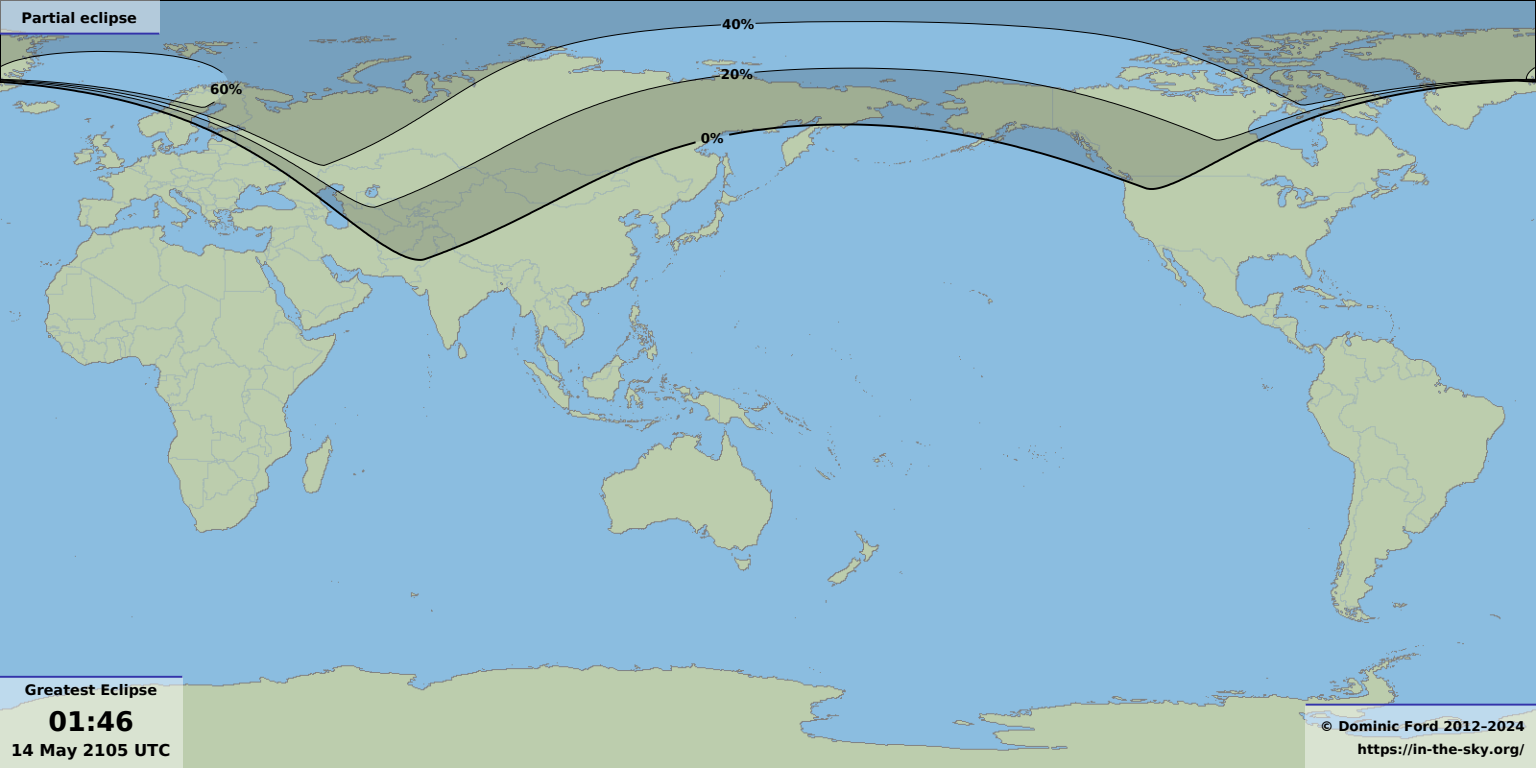 Partial eclipse
40%
20%
60%
0%
Greatest Eclipse
01:46
14 May 2105 UTC
© Dominic Ford 2012–2024
https://in-the-sky.org/